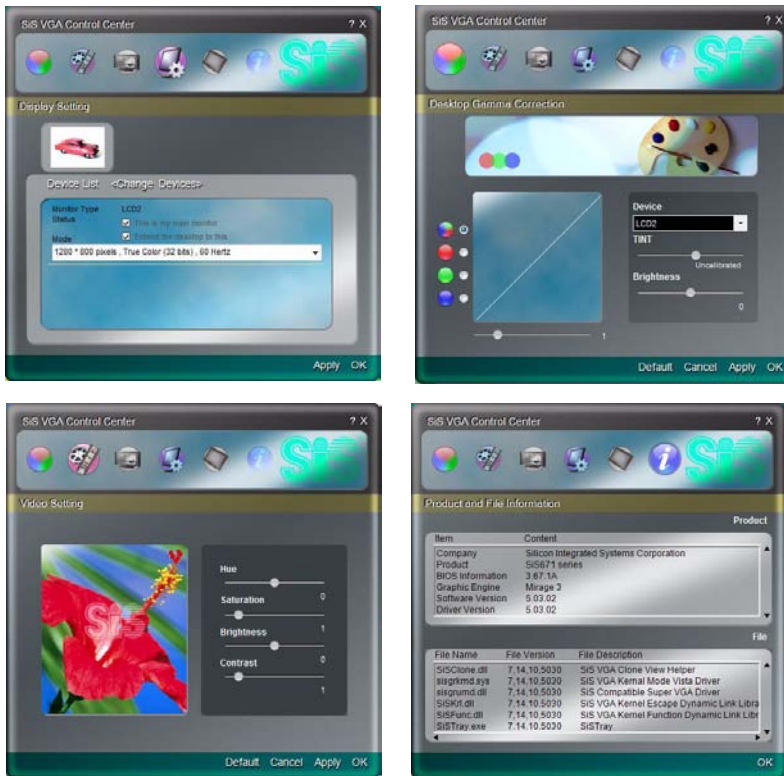 SiS VGA Control Center ? X
SiS
Display Setting
Device List <Change Devices>
Monitor Type LCD2
Status This is my main monitor
Extend the desktop to this
Mode
1280 * 800 pixels , True Color (32 bits) , 60 Hertz
Apply OK
SiS VGA Control Center ? X
SiS
Desktop Gamma Correction
Device
LCD2
TINT
Uncalibrated
Brightness
0
1
Default Cancel Apply OK
SiS VGA Control Center ? X
SiS
Video Setting
SiS
Hue
0
Saturation
1
Brightness
0
Contrast
1
Default Cancel Apply OK
SiS VGA Control Center ? X
i SiS
Product and File Information
Product
Item Content
Company Silicon Integrated Systems Corporation
Product SiS671 series
BIOS Information 3.67.1A
Graphic Engine Mirage 3
Software Version 5.03.02
Driver Version 5.03.02
File
File Name File Version File Description
SiSClone.dll 7.14.10.5030 SiS VGA Clone View Helper
sisgrkmd.sys 7.14.10.5030 SiS VGA Kernal Mode Vista Driver
sisgrumd.dll 7.14.10.5030 SiS Compatible Super VGA Driver
SiSKrl.dll 7.14.10.5030 SiS VGA Kernel Escape Dynamic Link Libra
SiSFunc.dll 7.14.10.5030 SiS VGA Kernel Function Dynamic Link Libr
SiSTray.exe 7.14.10.5030 SiSTray
OK